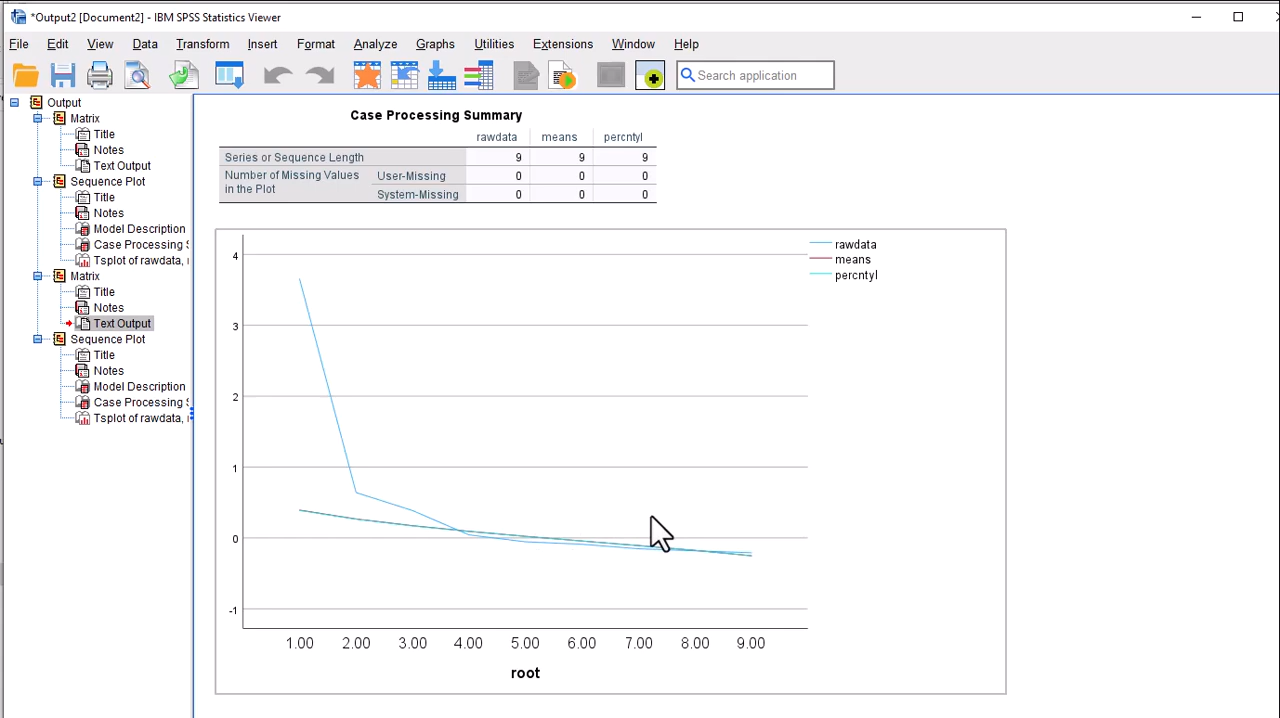 *Output2 [Document2] - IBM SPSS Statistics Viewer
File Edit View Data Transform Insert Format Analyze Graphs Utilities Extensions Window Help
Search application
Output
Matrix
Title
Notes
Text Output
Sequence Plot
Title
Notes
Model Description
Case Processing S
Tsplot of rawdata,
Matrix
Title
Notes
Text Output
Sequence Plot
Title
Notes
Model Description
Case Processing S
Tsplot of rawdata,
Case Processing Summary
rawdata means percntyl
Series or Sequence Length 9 9 9
Number of Missing Values in the Plot User-Missing 0 0 0
System-Missing 0 0 0
rawdata
means
percntyl
4
3
2
1
0
-1
1.00 2.00 3.00 4.00 5.00 6.00 7.00 8.00 9.00
root